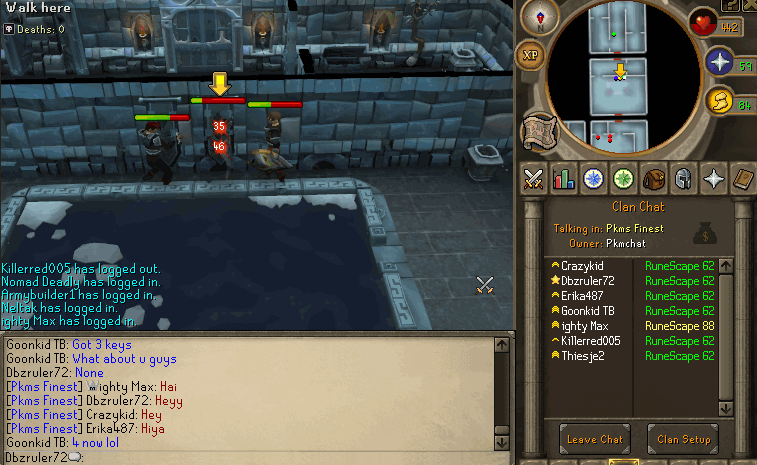 Walk here
Deaths: 0
N
XP
442
59
84
35
46
Killerred005 has logged out.
Nomad Deadly has logged in.
Armybuilder1 has logged in.
Neltak has logged in.
ighty Max has logged in.
Goonkid TB: Got 3 keys
Goonkid TB: What about u guys
Dbzruler72: None
[Pkms Finest] ighty Max: Hai
[Pkms Finest] Dbzruler72: Heyy
[Pkms Finest] Crazykid: Hey
[Pkms Finest] Erika487: Hiya
Goonkid TB: 4 now lol
Dbzruler72:
Clan Chat
Talking in: Pkms Finest
Owner: Pkmchat
Crazykid RuneScape 62
Dbzruler72 RuneScape 62
Erika487 RuneScape 62
Goonkid TB RuneScape 62
ighty Max RuneScape 88
Killerred005 RuneScape 62
Thiesje2 RuneScape 62
Leave Chat
Clan Setup